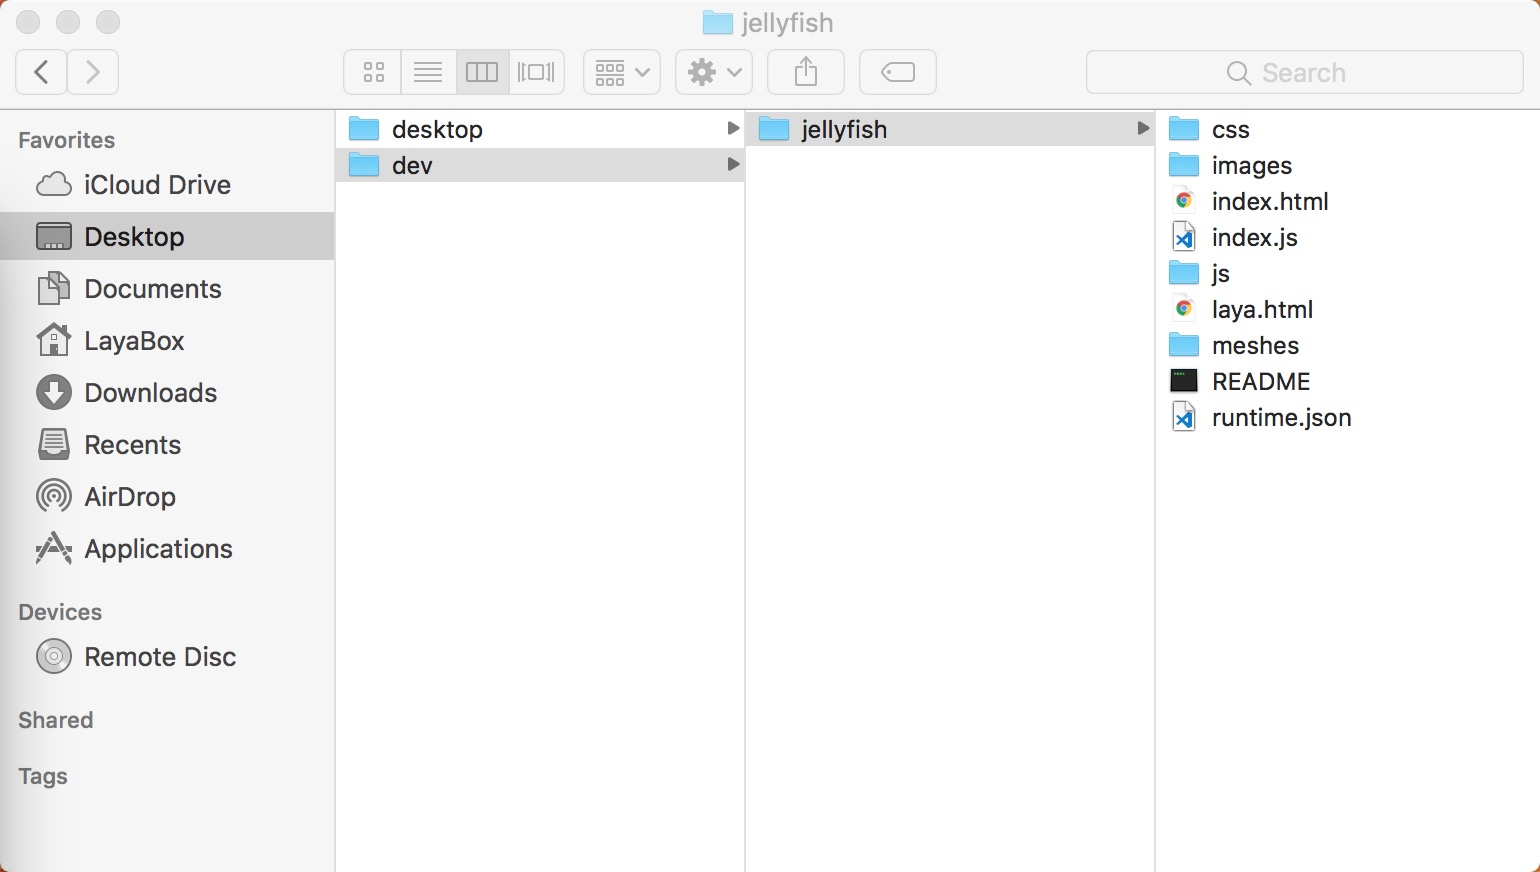 jellyfish
Search
Favorites
iCloud Drive
Desktop
Documents
LayaBox
Downloads
Recents
AirDrop
Applications
Devices
Remote Disc
Shared
Tags
desktop
dev
jellyfish
css
images
index.html
index.js
js
laya.html
meshes
README
runtime.json